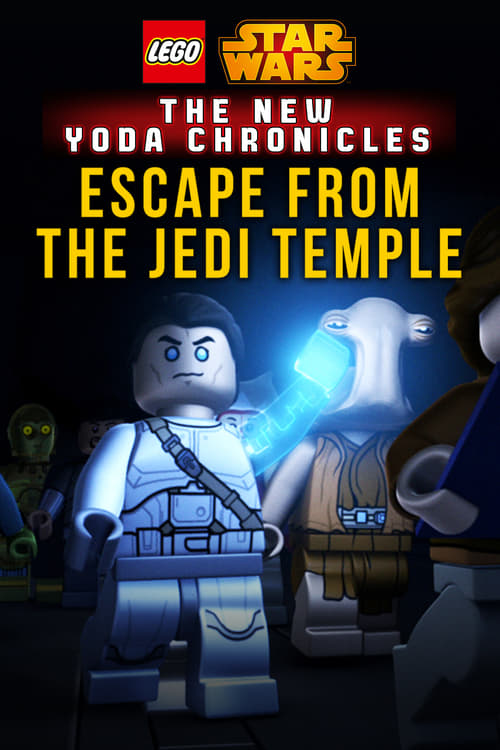 LEGO
STAR
WARS
THE NEW
YODA CHRONICLES
ESCAPE FROM
THE JEDI TEMPLE